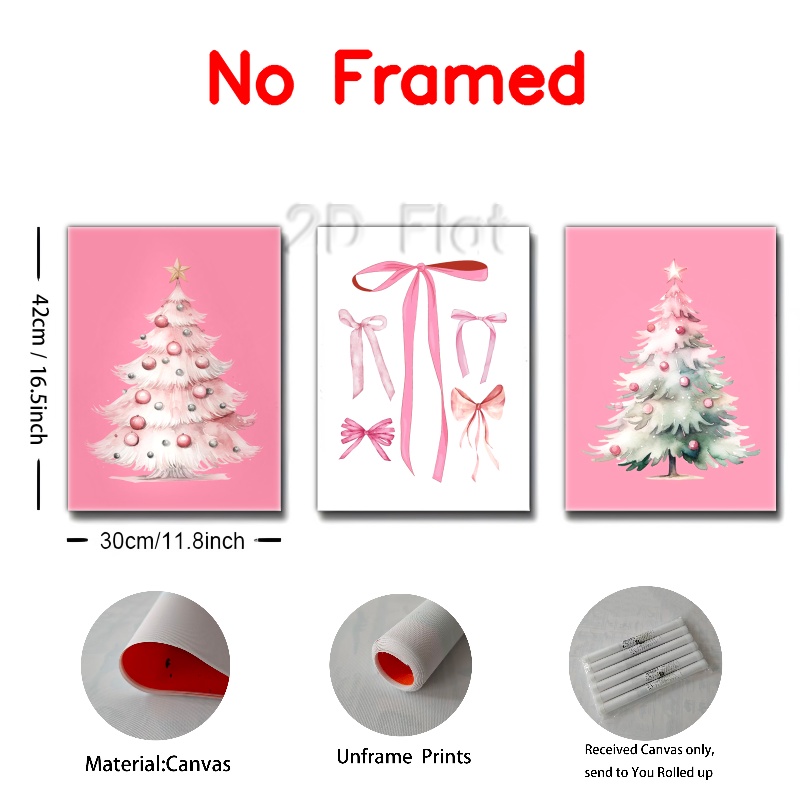 No Framed
2D Flat
42cm / 16.5inch
30cm/11.8inch
Material:Canvas
Unframe Prints
Received Canvas only,
send to You Rolled up